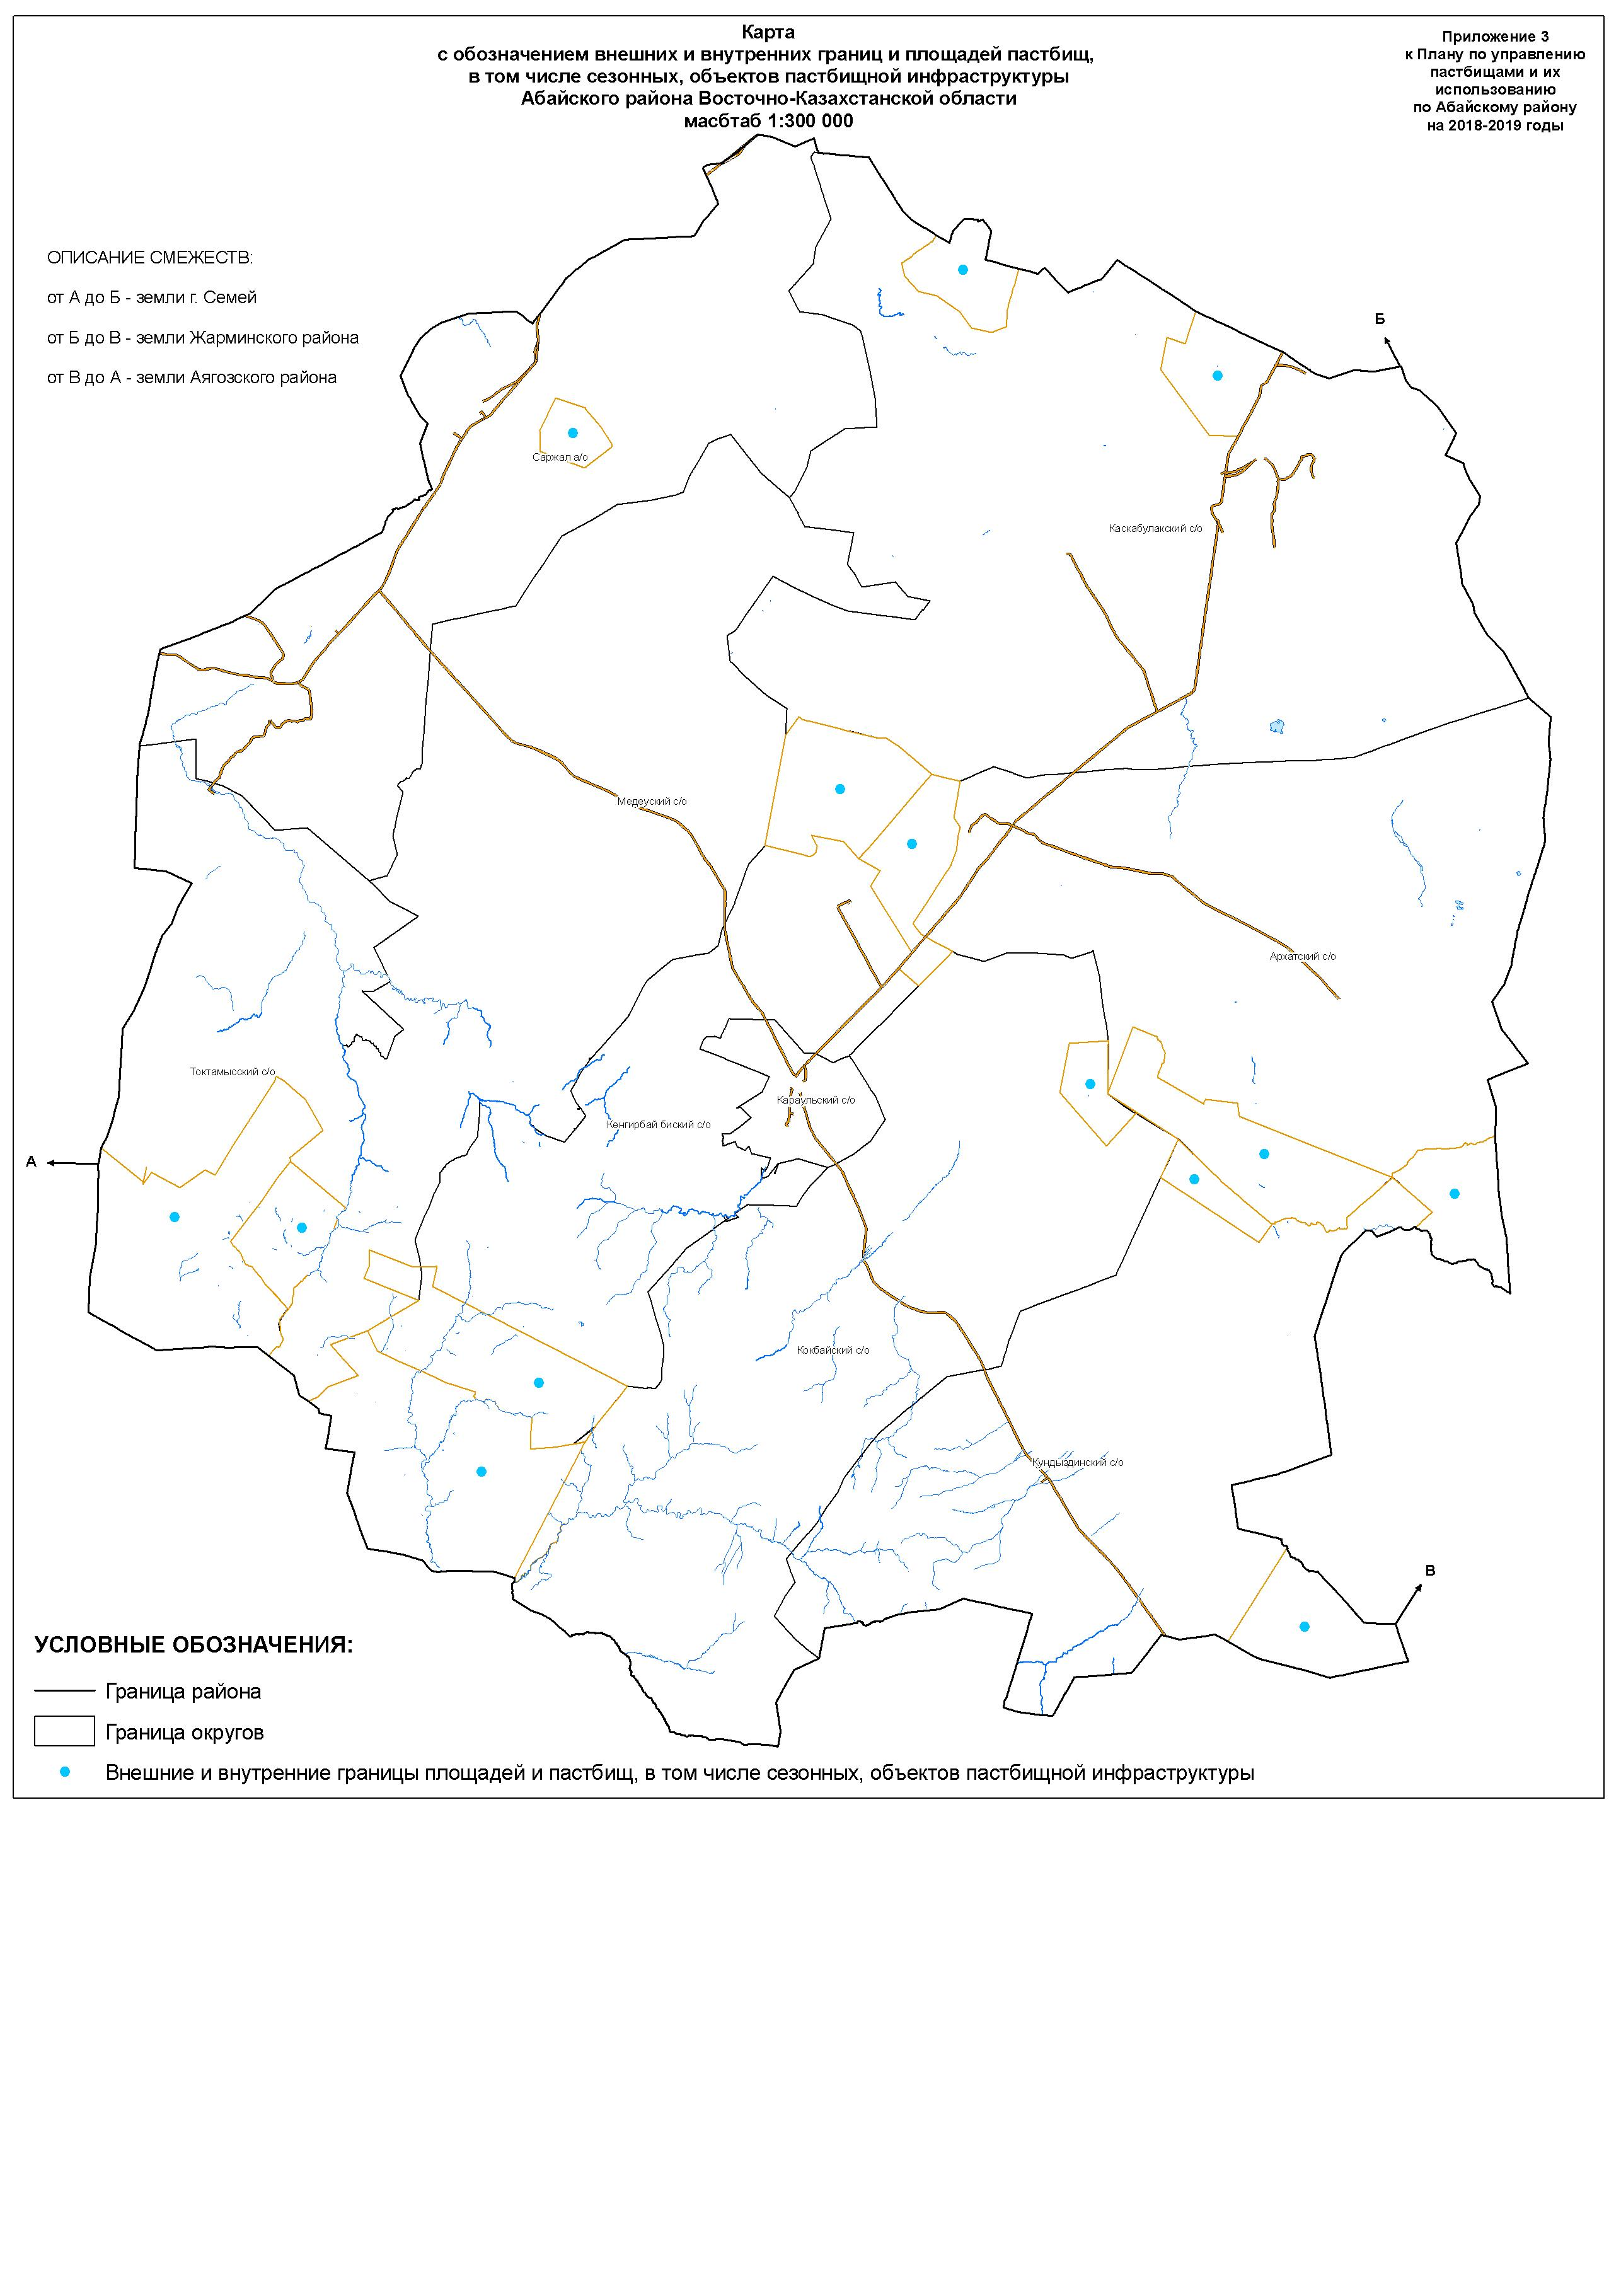 Карта
с обозначением внешних и внутренних границ и площадей пастбищ,
в том числе сезонных, объектов пастбищной инфраструктуры
Абайского района Восточно-Казахстанской области
масбтаб 1:300 000
Приложение 3
к Плану по управлению
пастбищами и их
использованию
по Абайскому району
на 2018-2019 годы
ОПИСАНИЕ СМЕЖЕСТВ:
от А до Б - земли г. Семей
от Б до В - земли Жарминского района
от В до А - земли Аягозского района
Б
Саржал а/о
Каскабулакский с/о
Медеуский с/о
Архатский с/о
Токтамысский с/о
Караульский с/о
Кенгирбай биский с/о
А
Кокбайский с/о
Кундыздинский с/о
В
УСЛОВНЫЕ ОБОЗНАЧЕНИЯ:
Граница района
Граница округов
Внешние и внутренние границы площадей и пастбищ, в том числе сезонных, объектов пастбищной инфраструктуры